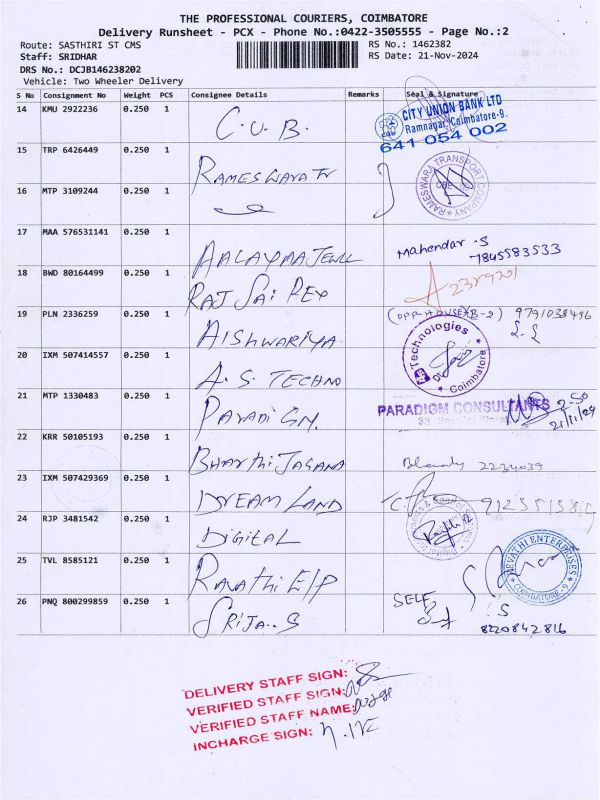 THE PROFESSIONAL COURIERS, COIMBATORE
Delivery Runsheet - PCX - Phone No.:0422-3505555 - Page No.:2
Route: SASTHIRI ST CMS RS No.: 1462382
Staff: SRIDHAR RS Date: 21-Nov-2024
DRS No.: DCJB146238202
Vehicle: Two Wheeler Delivery
S No Consignment No Weight PCS Consignee Details Remarks Seal & Signature
14 KMU 2922236 0.250 1 C.U.B. CITY UNION BANK LTD
Ramnagar, Coimbatore-9.
641 054 002
15 TRP 6426449 0.250 1 RAMESWARA TR RAMESWARA TRANSPORT COMPANY
CBE
16 MTP 3109244 0.250 1
17 MAA 576531141 0.250 1 AALAYMA JEWLL Mahendar -S
7845583533
18 BWD 80164499 0.250 1 RAJ SAI REY
19 PLN 2336259 0.250 1 AISHWARIYA 9791038496
20 IXM 507414557 0.250 1 A.S. TECHNO Technologies
Coimbatore
21 MTP 1330483 0.250 1 PARADIGM PARADIGM CONSULTANTS
21/11/24
22 KRR 50105193 0.250 1 BHARTHI JAGANA 2234039
23 IXM 507429369 0.250 1 DREAM LAND
24 RJP 3481542 0.250 1 DIGITAL
25 TVL 8585121 0.250 1 RAVATHI E/P REVATHI ENTERPRISES
COIMBATORE-9
26 PNQ 800299859 0.250 1 SRIJA..S SELF S
8220842816
DELIVERY STAFF SIGN:
VERIFIED STAFF SIGN:
VERIFIED STAFF NAME:
INCHARGE SIGN: